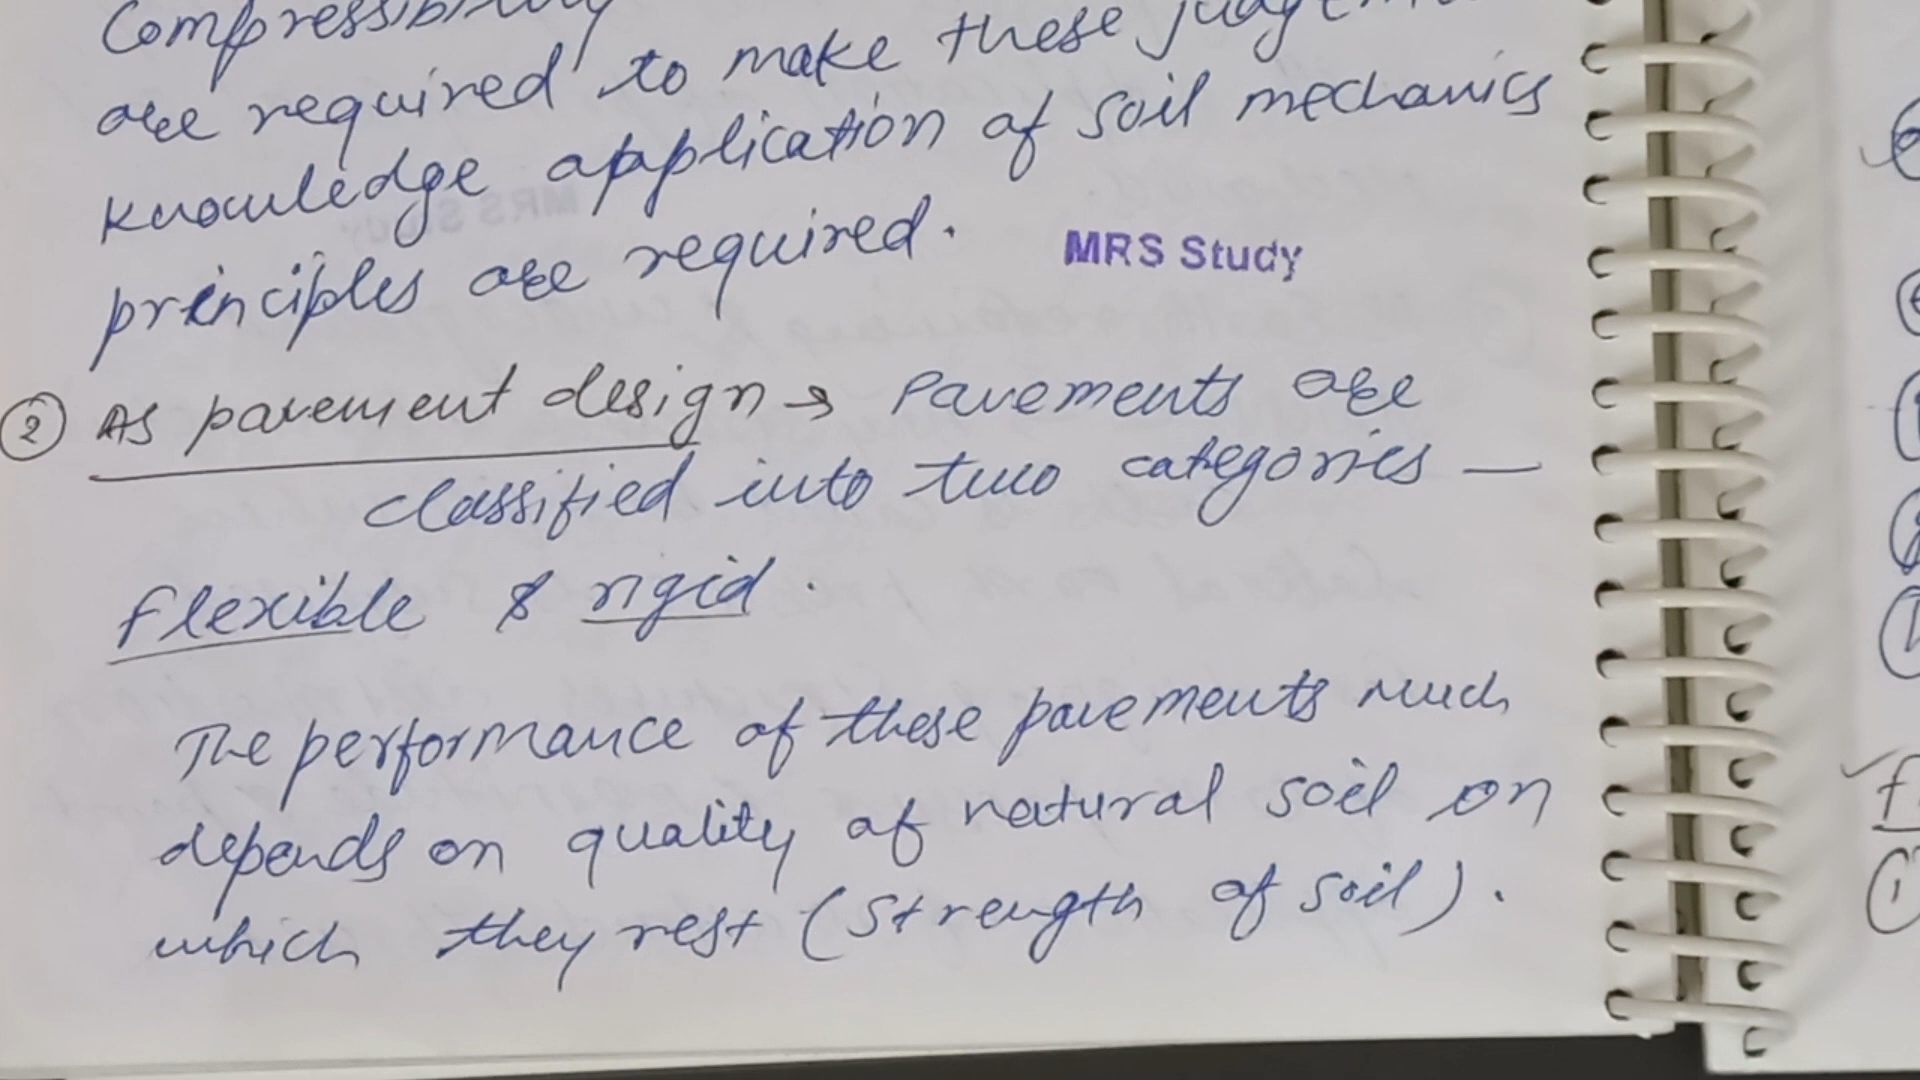 Compressibility
are required to make these
knowledge application of soil mechanics
principles are required.
MRS Study
② As pavement design → Pavements are
classified into two categories —
flexible & rigid.
The performance of these pavements much
depends on quality of natural soil on
which they rest (strength of soil).